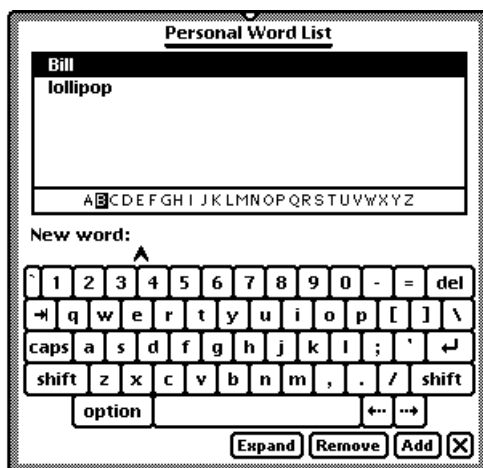 Personal Word List
Bill
lollipop
ABCDEFGHIJKLMNOPQRSTUVWXYZ
New word:
` 1 2 3 4 5 6 7 8 9 0 - = del
q w e r t y u i o p [ ] \
caps a s d f g h j k l ; '
shift z x c v b n m , . / shift
option
Expand Remove Add